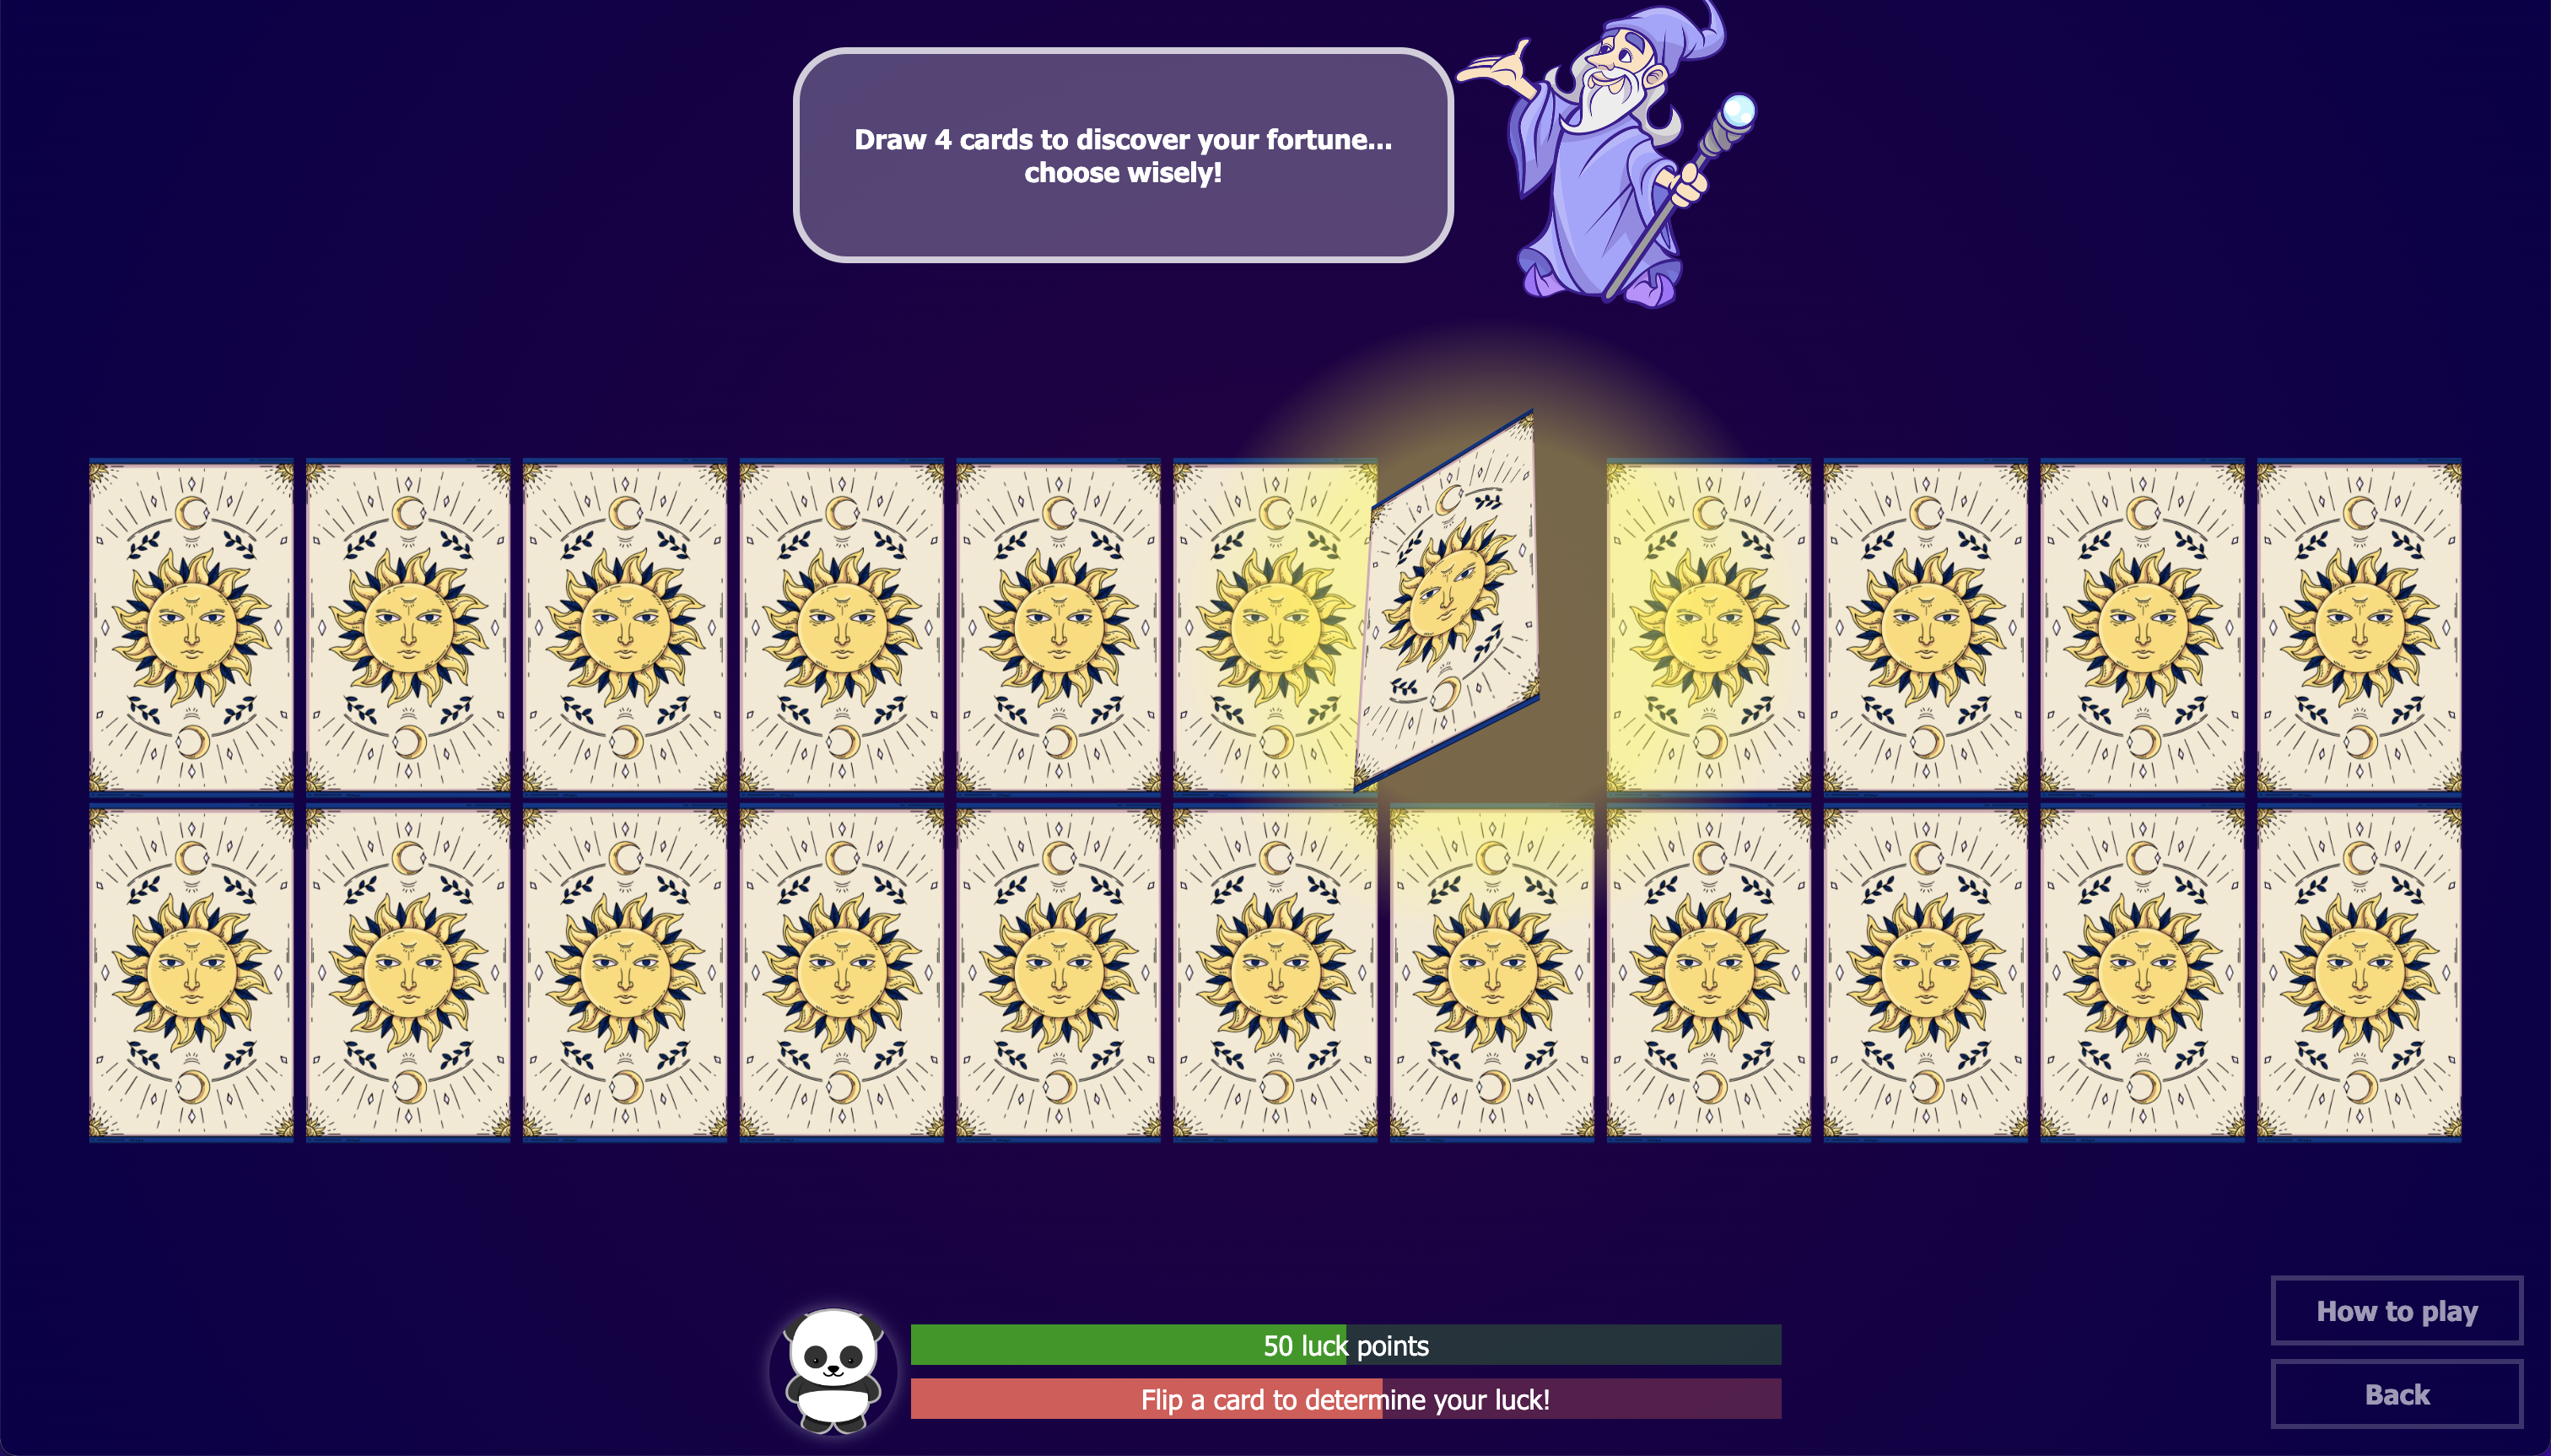 Draw 4 cards to discover your fortune...
choose wisely!
50 luck points
Flip a card to determine your luck!
How to play
Back